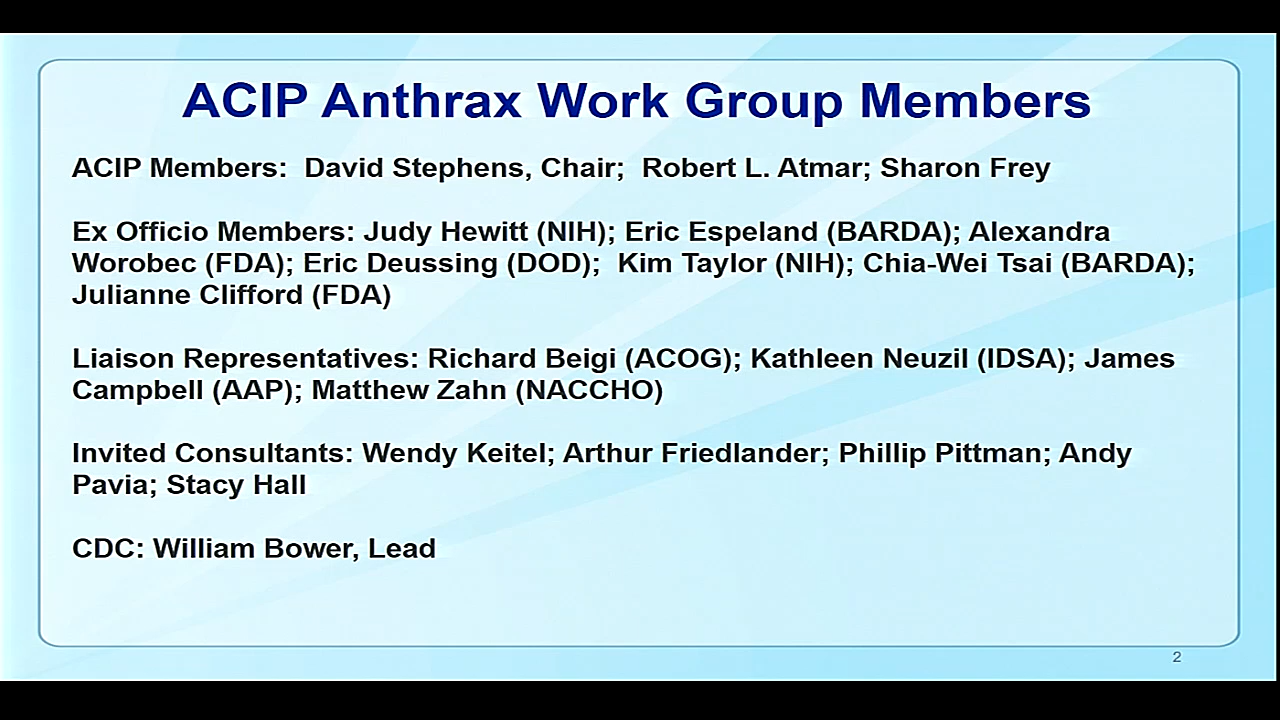 ACIP Anthrax Work Group Members
ACIP Members:  David Stephens, Chair;  Robert L. Atmar; Sharon Frey
Ex Officio Members: Judy Hewitt (NIH); Eric Espeland (BARDA); Alexandra
Worobec (FDA); Eric Deussing (DOD);  Kim Taylor (NIH); Chia-Wei Tsai (BARDA);
Julianne Clifford (FDA)
Liaison Representatives: Richard Beigi (ACOG); Kathleen Neuzil (IDSA); James
Campbell (AAP); Matthew Zahn (NACCHO)
Invited Consultants: Wendy Keitel; Arthur Friedlander; Phillip Pittman; Andy
Pavia; Stacy Hall
CDC: William Bower, Lead
2